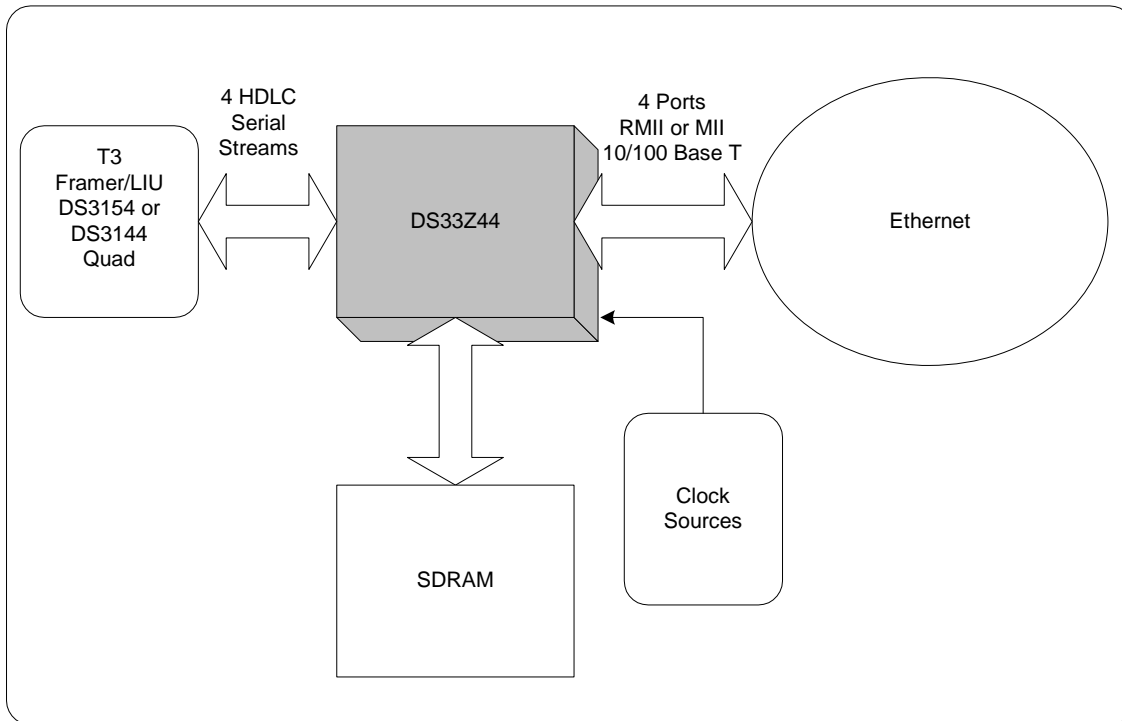 4 HDLC
Serial
Streams
4 Ports
RMII or MII
10/100 Base T
T3
Framer/LIU
DS3154 or
DS3144
Quad
DS33Z44
Ethernet
Clock
Sources
SDRAM